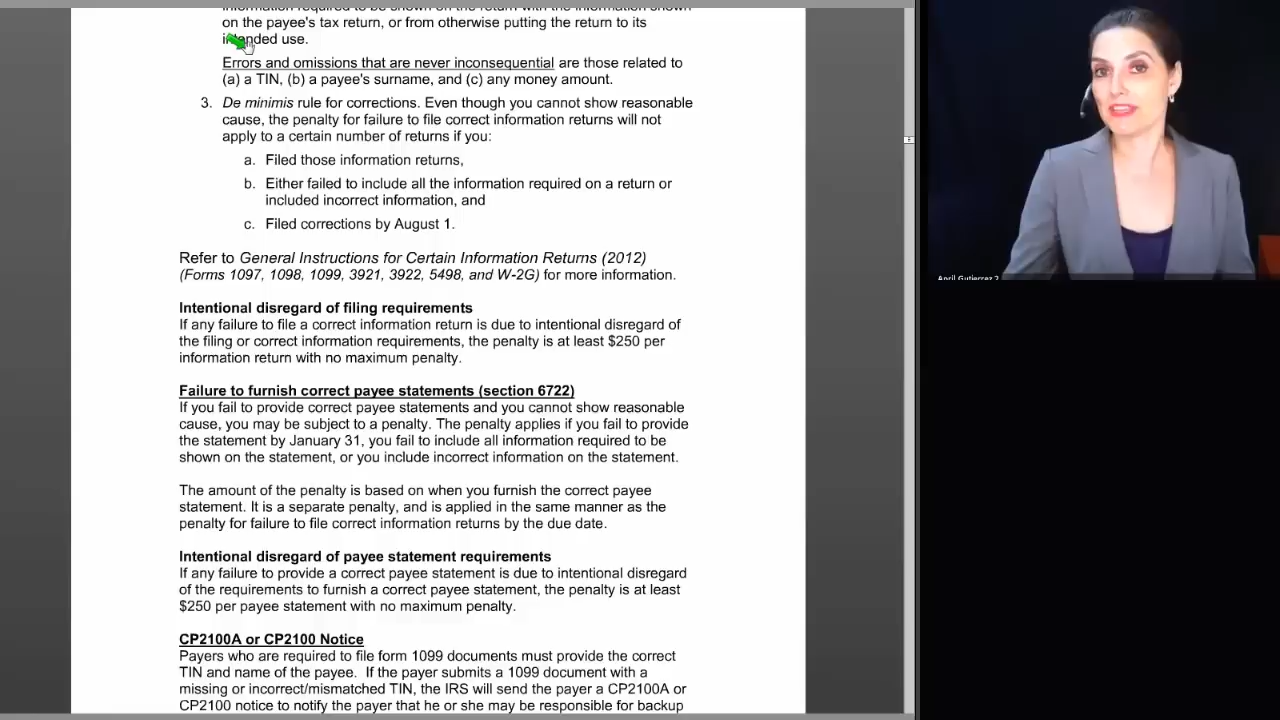 information required to be shown on the return with the information shown
on the payee's tax return, or from otherwise putting the return to its
intended use.
Errors and omissions that are never inconsequential are those related to
(a) a TIN, (b) a payee's surname, and (c) any money amount.
3. De minimis rule for corrections. Even though you cannot show reasonable
cause, the penalty for failure to file correct information returns will not
apply to a certain number of returns if you:
a. Filed those information returns,
b. Either failed to include all the information required on a return or
included incorrect information, and
c. Filed corrections by August 1.
Refer to General Instructions for Certain Information Returns (2012)
(Forms 1097, 1098, 1099, 3921, 3922, 5498, and W-2G) for more information.
Intentional disregard of filing requirements
If any failure to file a correct information return is due to intentional disregard of
the filing or correct information requirements, the penalty is at least $250 per
information return with no maximum penalty.
Failure to furnish correct payee statements (section 6722)
If you fail to provide correct payee statements and you cannot show reasonable
cause, you may be subject to a penalty. The penalty applies if you fail to provide
the statement by January 31, you fail to include all information required to be
shown on the statement, or you include incorrect information on the statement.
The amount of the penalty is based on when you furnish the correct payee
statement. It is a separate penalty, and is applied in the same manner as the
penalty for failure to file correct information returns by the due date.
Intentional disregard of payee statement requirements
If any failure to provide a correct payee statement is due to intentional disregard
of the requirements to furnish a correct payee statement, the penalty is at least
$250 per payee statement with no maximum penalty.
CP2100A or CP2100 Notice
Payers who are required to file form 1099 documents must provide the correct
TIN and name of the payee.  If the payer submits a 1099 document with a
missing or incorrect/mismatched TIN, the IRS will send the payer a CP2100A or
CP2100 notice to notify the payer that he or she may be responsible for backup
April Gutierrez 2